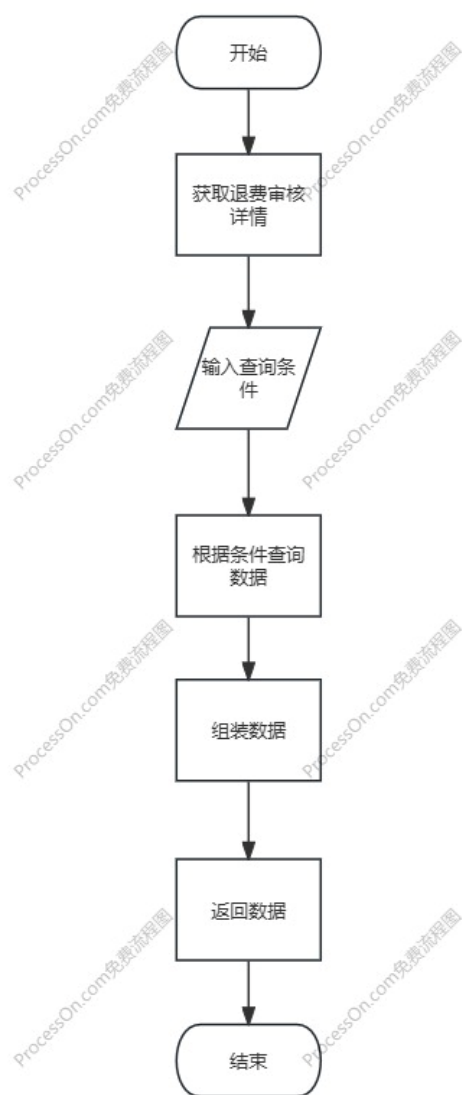 开始
ProcessOn.com免费流程图
ProcessOn.com免费流程图
获取退费审核
详情
输入查询条
件
ProcessOn.com免费流程图
ProcessOn.com免费流程图
根据条件查询
数据
组装数据
ProcessOn.com免费流程图
ProcessOn.com免费流程图
返回数据
ProcessOn.com免费流程图
ProcessOn.com免费流程图
结束